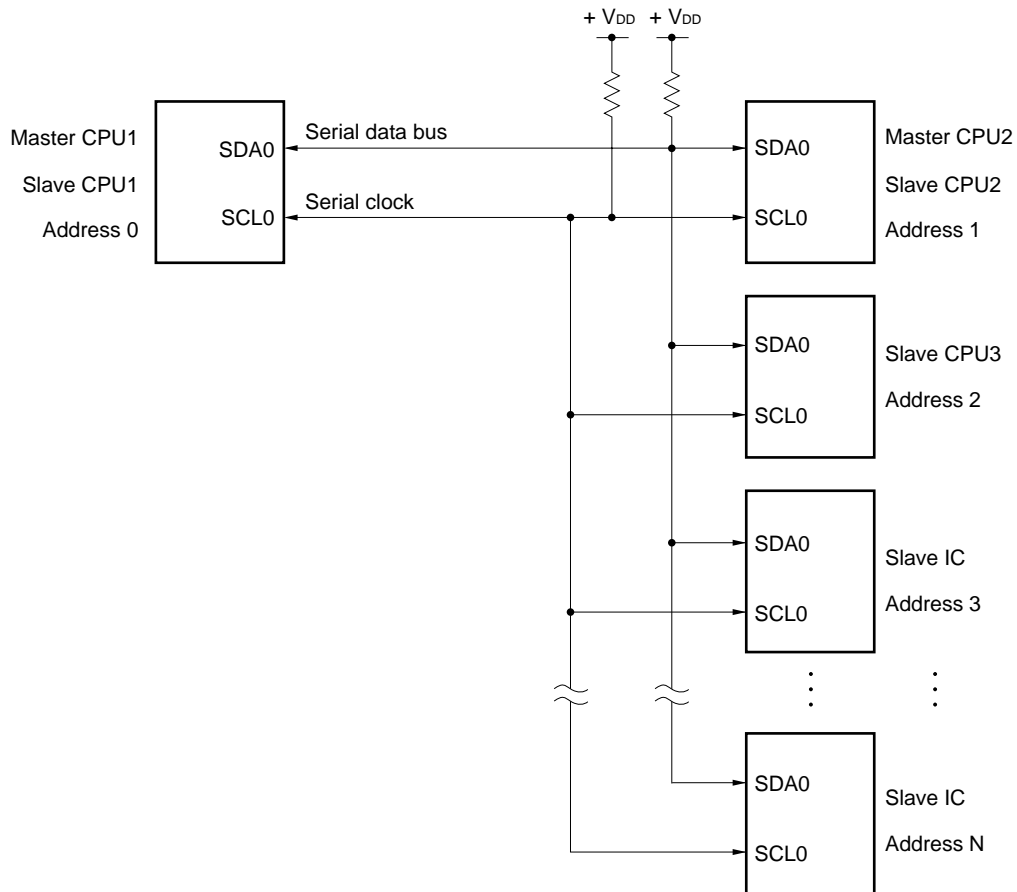 + VDD + VDD
Master CPU1
Slave CPU1
Address 0
SDA0
SCL0
Serial data bus
Serial clock
SDA0
SCL0
Master CPU2
Slave CPU2
Address 1
SDA0
SCL0
Slave CPU3
Address 2
SDA0
SCL0
Slave IC
Address 3
SDA0
SCL0
Slave IC
Address N